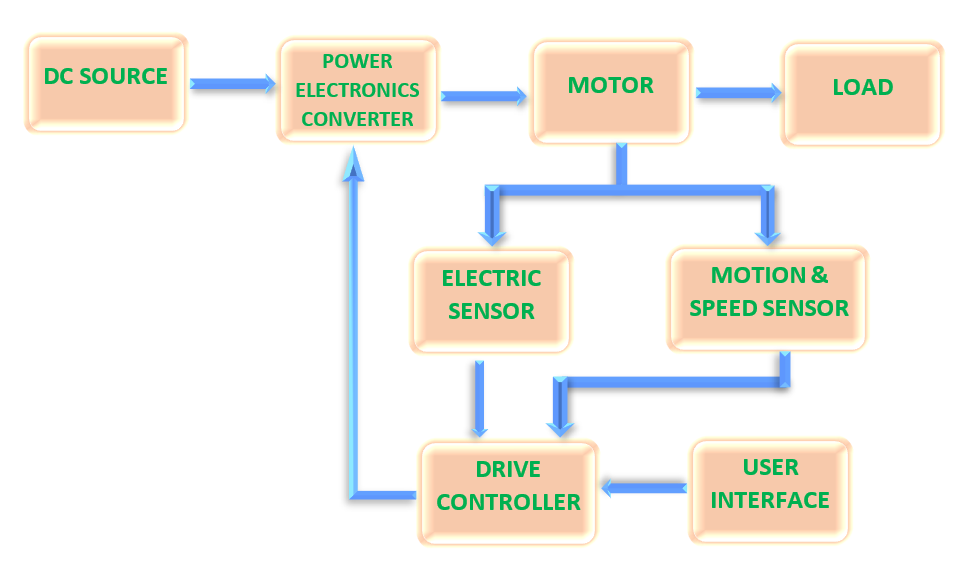 DC SOURCE
POWER
ELECTRONICS
CONVERTER
MOTOR
LOAD
ELECTRIC
SENSOR
MOTION &
SPEED SENSOR
DRIVE
CONTROLLER
USER
INTERFACE